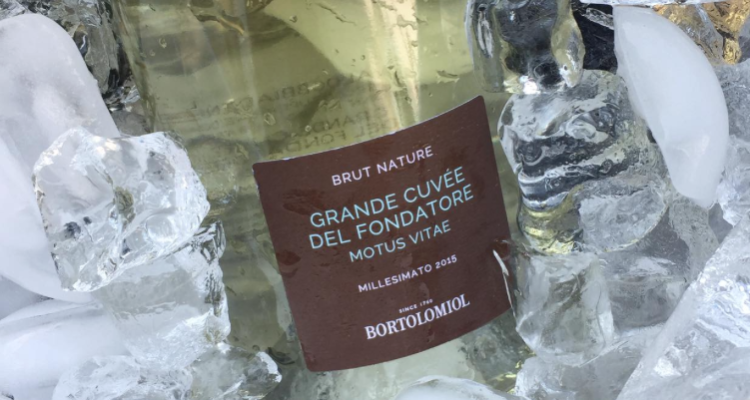 BRUT NATURE
GRANDE CUVÉE
DEL FONDATORE
MOTUS VITAE
MILLESIMATO 2015
SINCE 1760
BORTOLOMIOL